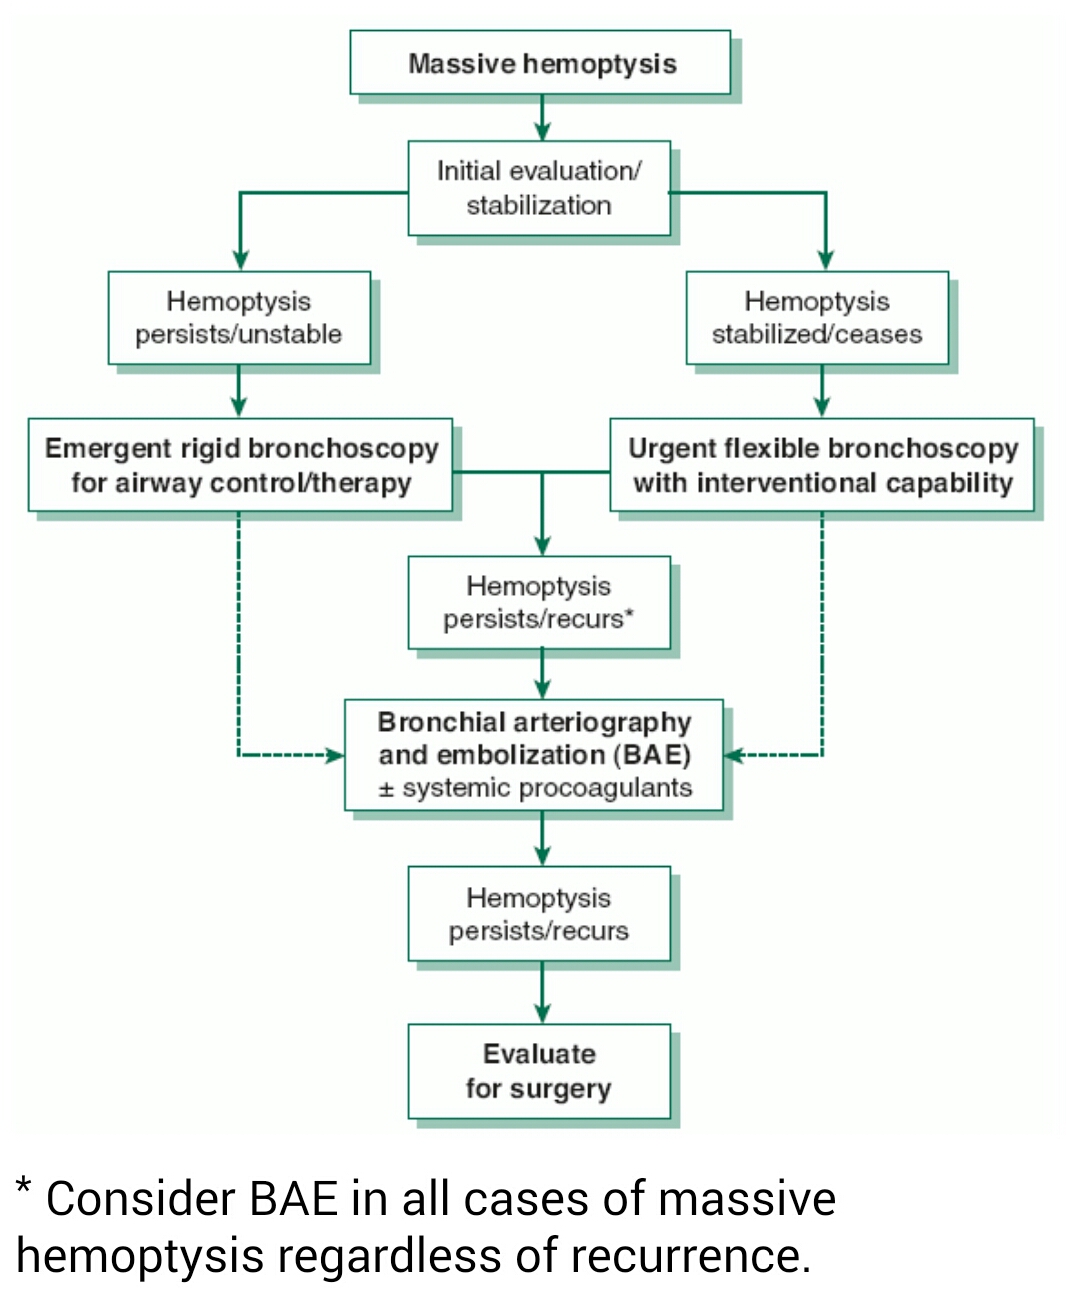 Massive hemoptysis
Initial evaluation/
stabilization
Hemoptysis
persists/unstable
Hemoptysis
stabilized/ceases
Emergent rigid bronchoscopy
for airway control/therapy
Urgent flexible bronchoscopy
with interventional capability
Hemoptysis
persists/recurs*
Bronchial arteriography
and embolization (BAE)
± systemic procoagulants
Hemoptysis
persists/recurs
Evaluate
for surgery
* Consider BAE in all cases of massive
hemoptysis regardless of recurrence.